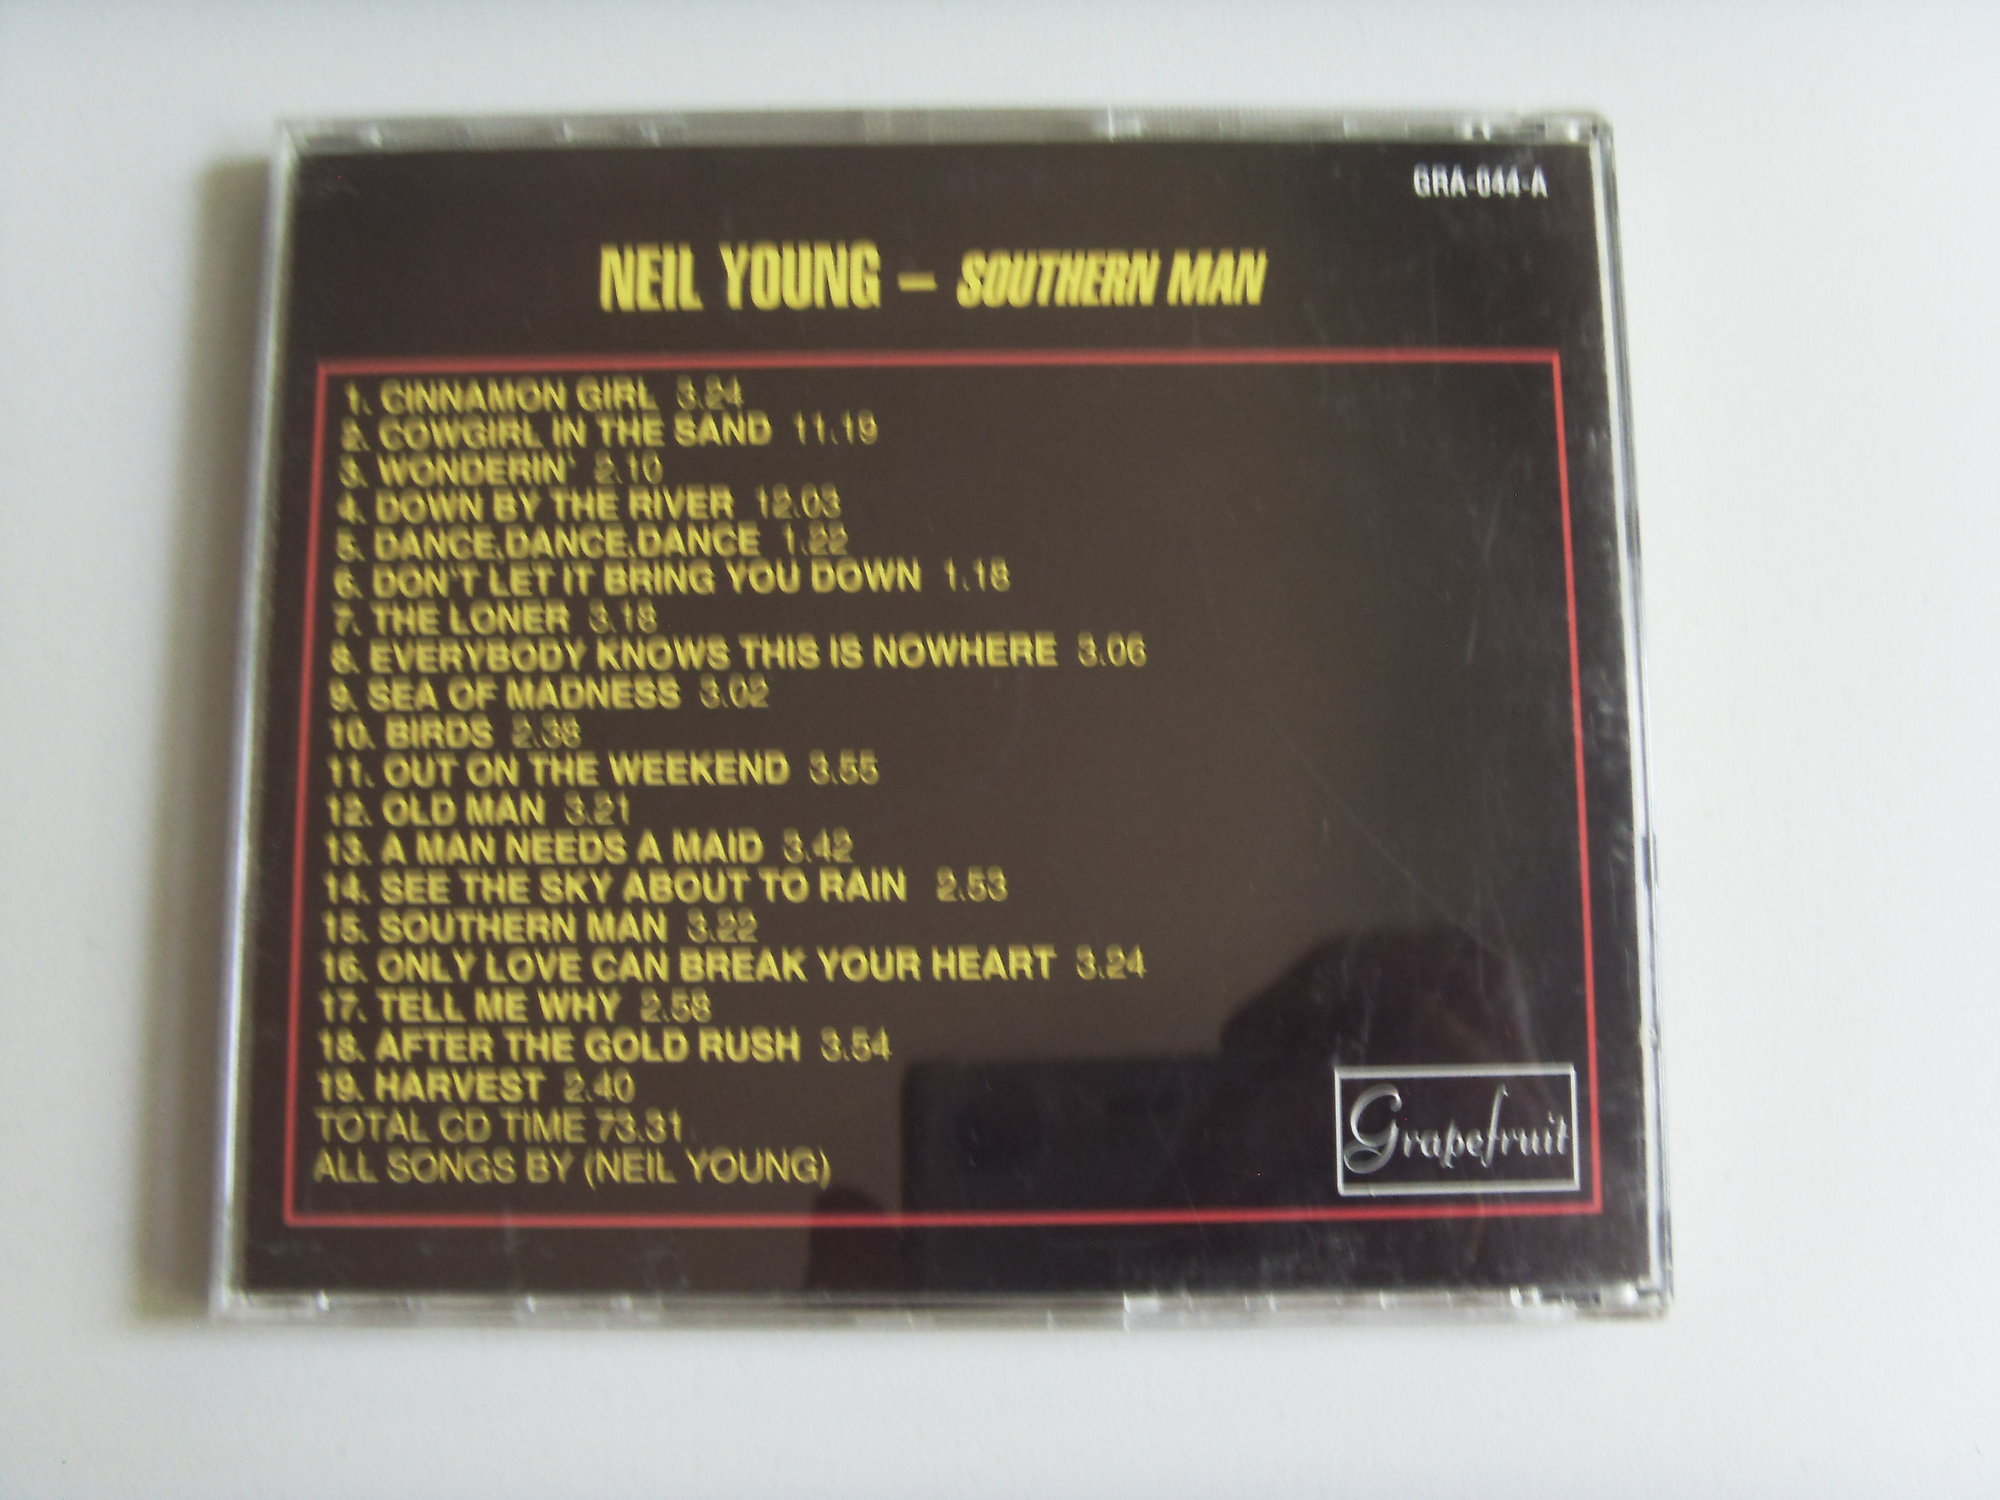 GRA-044-A
NEIL YOUNG – SOUTHERN MAN
1. CINNAMON GIRL 3.24
2. COWGIRL IN THE SAND 11.19
3. WONDERIN' 2.10
4. DOWN BY THE RIVER 12.03
5. DANCE,DANCE,DANCE 1.22
6. DON'T LET IT BRING YOU DOWN 1.18
7. THE LONER 3.18
8. EVERYBODY KNOWS THIS IS NOWHERE 3.06
9. SEA OF MADNESS 3.02
10. BIRDS 2.38
11. OUT ON THE WEEKEND 3.55
12. OLD MAN 3.21
13. A MAN NEEDS A MAID 3.42
14. SEE THE SKY ABOUT TO RAIN 2.53
15. SOUTHERN MAN 3.22
16. ONLY LOVE CAN BREAK YOUR HEART 3.24
17. TELL ME WHY 2.58
18. AFTER THE GOLD RUSH 3.54
19. HARVEST 2.40
TOTAL CD TIME 73.31
ALL SONGS BY (NEIL YOUNG)
Grapefruit